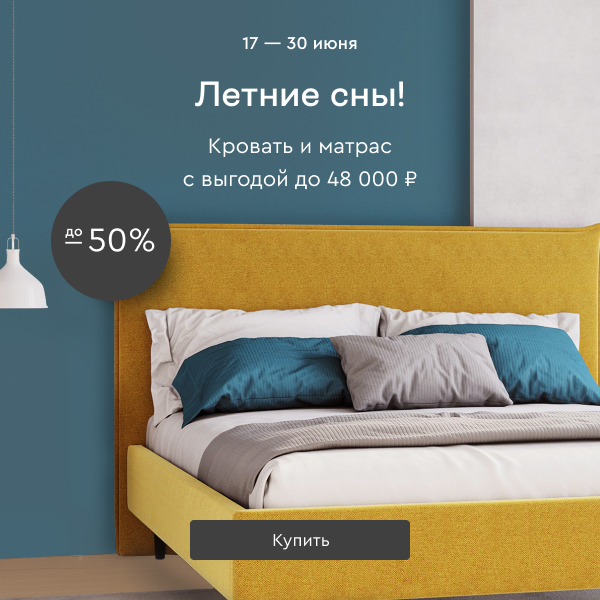 17 — 30 июня
Летние сны!
Кровать и матрас
с выгодой до 48 000 ₽
до 50%
Купить